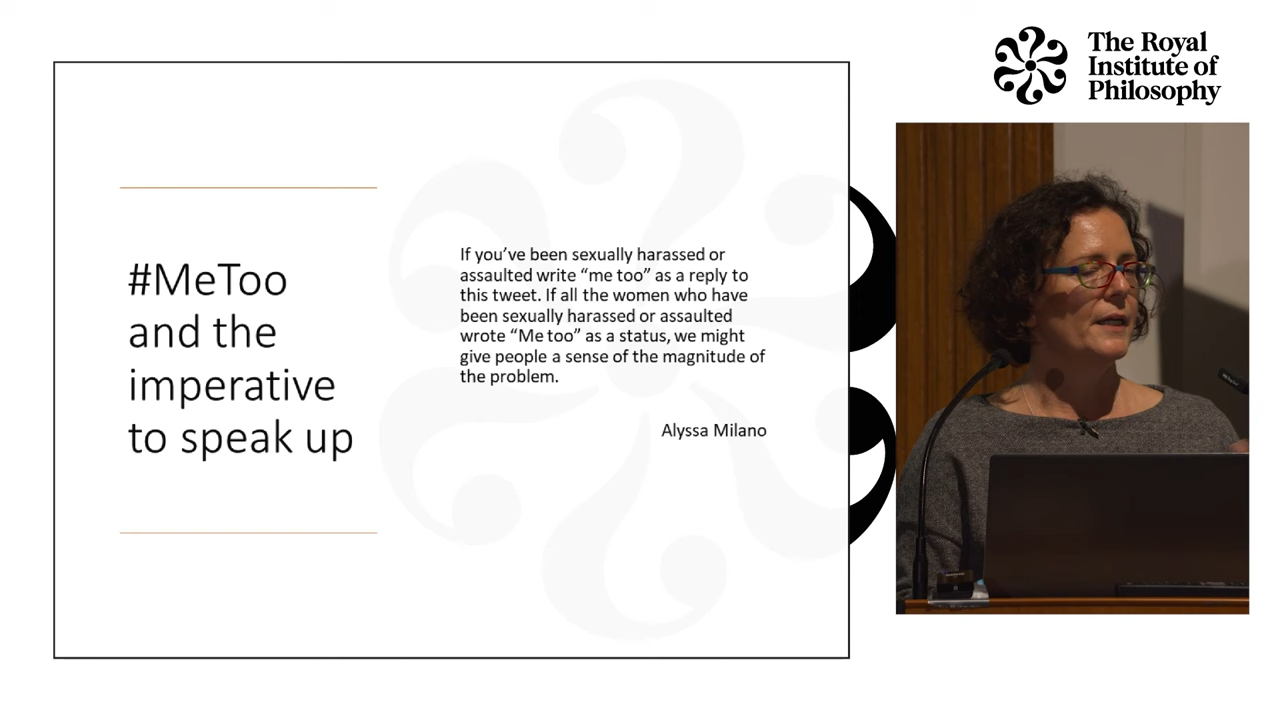 The Royal
Institute of
Philosophy
#MeToo
and the
imperative
to speak up
If you’ve been sexually harassed or
assaulted write “me too” as a reply to
this tweet. If all the women who have
been sexually harassed or assaulted
wrote “Me too” as a status, we might
give people a sense of the magnitude of
the problem.
Alyssa Milano